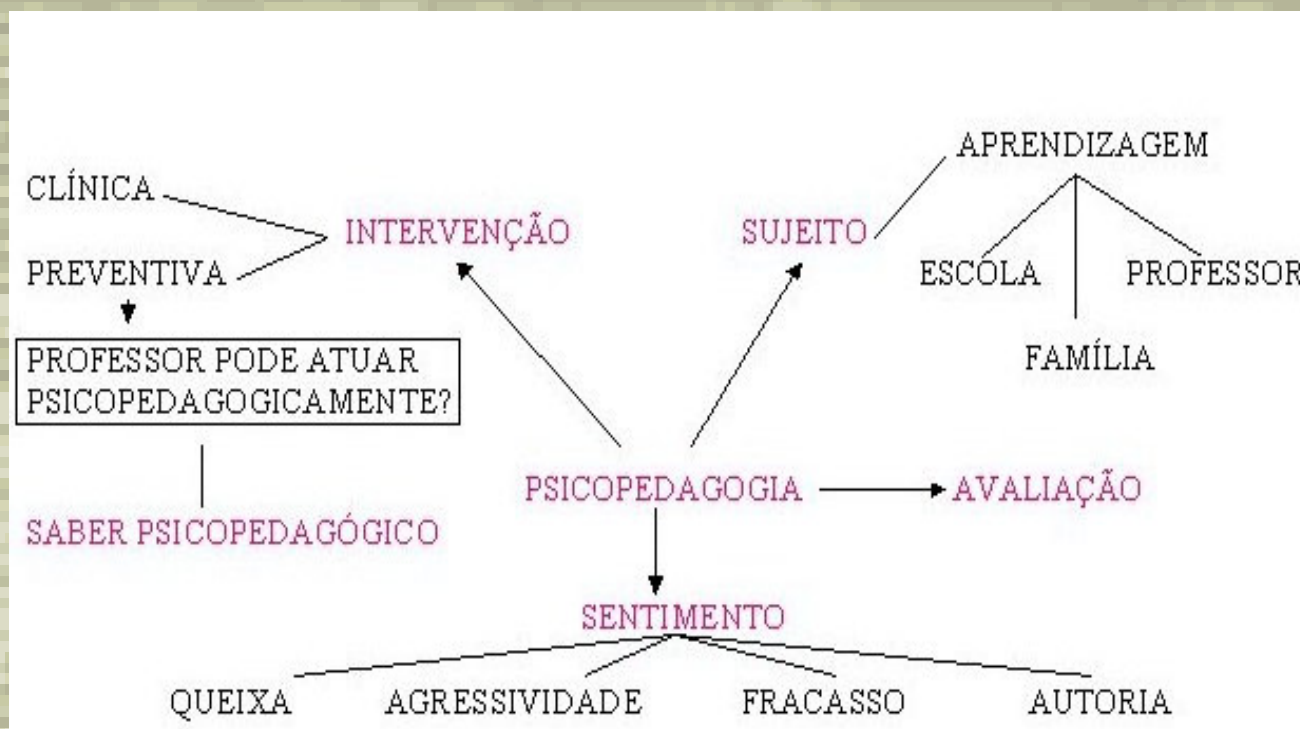 APRENDIZAGEM
CLÍNICA
INTERVENÇÃO
SUJEITO
PREVENTIVA
ESCOLA
PROFESSOR
PROFESSOR PODE ATUAR
PSICOPEDAGOGICAMENTE?
FAMÍLIA
PSICOPEDAGOGIA
AVALIAÇÃO
SABER PSICOPEDAGÓGICO
SENTIMENTO
QUEIXA
AGRESSIVIDADE
FRACASSO
AUTORIA